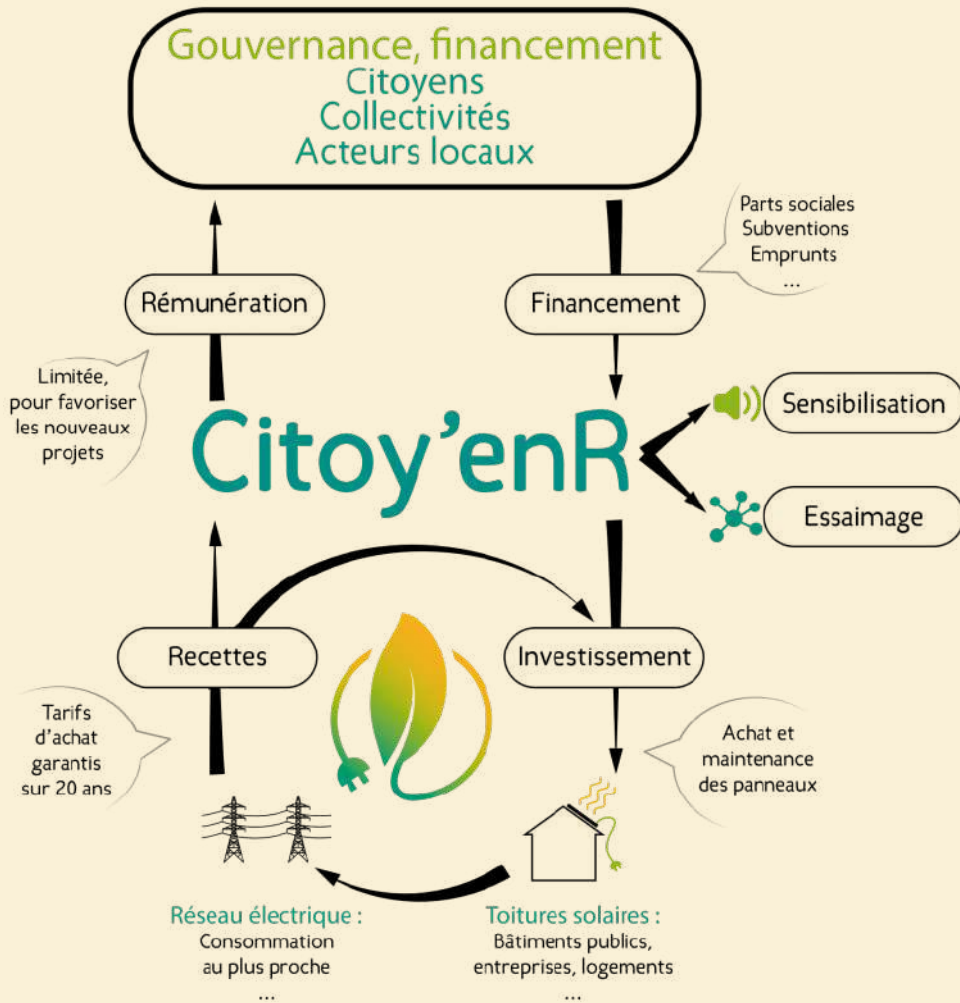 Gouvernance, financement
Citoyens
Collectivités
Acteurs locaux
Parts sociales
Subventions
Emprunts
...
Rémunération
Financement
Limitée,
pour favoriser
les nouveaux
projets
Citoy'enR
Sensibilisation
Essaimage
Recettes
Investissement
Tarifs
d'achat
garantis
sur 20 ans
Achat et
maintenance
des panneaux
Réseau électrique :
Consommation
au plus proche
...
Toitures solaires :
Bâtiments publics,
entreprises, logements
...